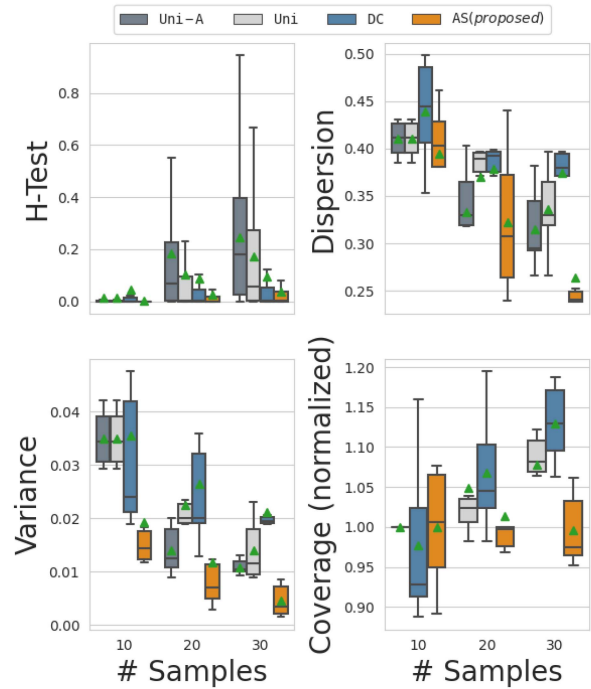 Uni-A Uni DC AS(proposed)
H-Test
0.8
0.6
0.4
0.2
0.0
Dispersion
0.50
0.45
0.40
0.35
0.30
0.25
Variance
0.04
0.03
0.02
0.01
0.00
10 20 30
# Samples
Coverage (normalized)
1.20
1.15
1.10
1.05
1.00
0.95
0.90
10 20 30
# Samples